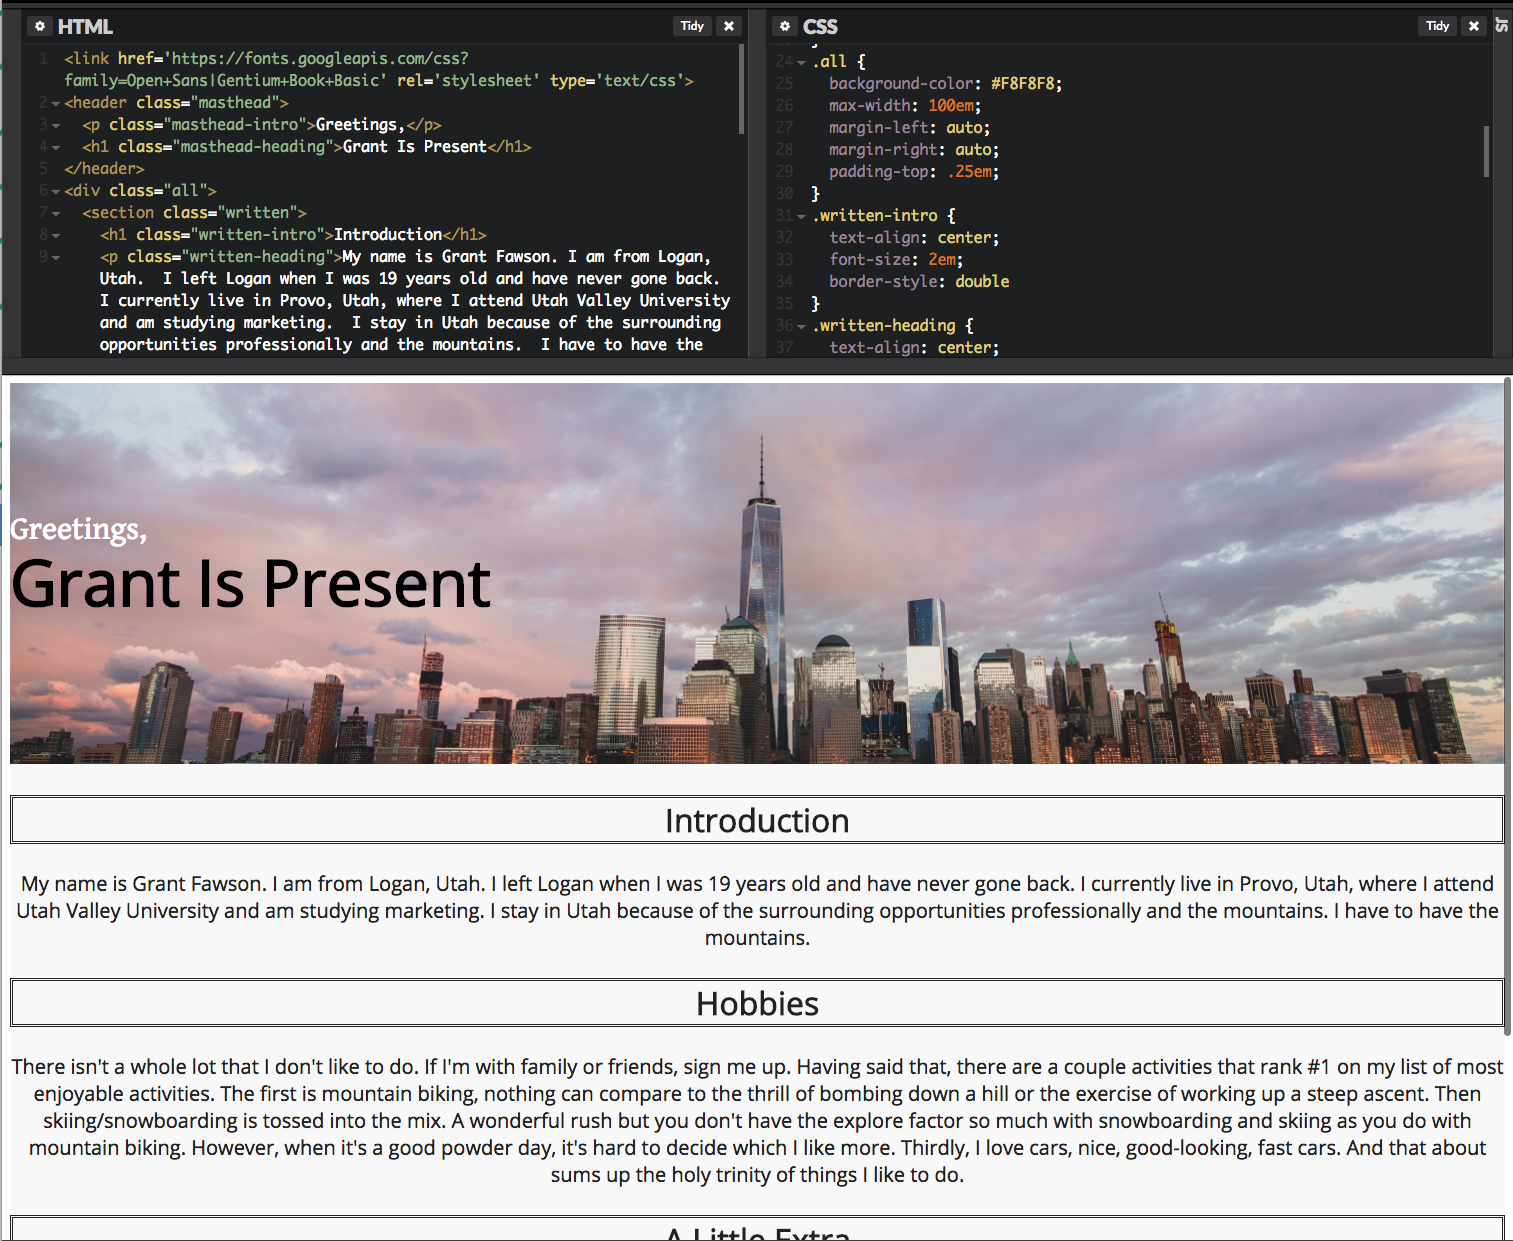 HTML
Tidy
1 <link href='https://fonts.googleapis.com/css?
family=Open+Sans|Gentium+Book+Basic' rel='stylesheet' type='text/css'>
2 <header class="masthead">
3 <p class="masthead-intro">Greetings,</p>
4 <h1 class="masthead-heading">Grant Is Present</h1>
5 </header>
6 <div class="all">
7 <section class="written">
8 <h1 class="written-intro">Introduction</h1>
9 <p class="written-heading">My name is Grant Fawson. I am from Logan,
Utah.  I left Logan when I was 19 years old and have never gone back.
I currently live in Provo, Utah, where I attend Utah Valley University
and am studying marketing.  I stay in Utah because of the surrounding
opportunities professionally and the mountains.  I have to have the
CSS
Tidy
JS
}
24 .all {
25 background-color: #F8F8F8;
26 max-width: 100em;
27 margin-left: auto;
28 margin-right: auto;
29 padding-top: .25em;
30 }
31 .written-intro {
32 text-align: center;
33 font-size: 2em;
34 border-style: double
35 }
36 .written-heading {
37 text-align: center;
Greetings,
Grant Is Present
Introduction
My name is Grant Fawson. I am from Logan, Utah. I left Logan when I was 19 years old and have never gone back. I currently live in Provo, Utah, where I attend
Utah Valley University and am studying marketing. I stay in Utah because of the surrounding opportunities professionally and the mountains. I have to have the
mountains.
Hobbies
There isn't a whole lot that I don't like to do. If I'm with family or friends, sign me up. Having said that, there are a couple activities that rank #1 on my list of most
enjoyable activities. The first is mountain biking, nothing can compare to the thrill of bombing down a hill or the exercise of working up a steep ascent. Then
skiing/snowboarding is tossed into the mix. A wonderful rush but you don't have the explore factor so much with snowboarding and skiing as you do with
mountain biking. However, when it's a good powder day, it's hard to decide which I like more. Thirdly, I love cars, nice, good-looking, fast cars. And that about
sums up the holy trinity of things I like to do.
A Little Extra